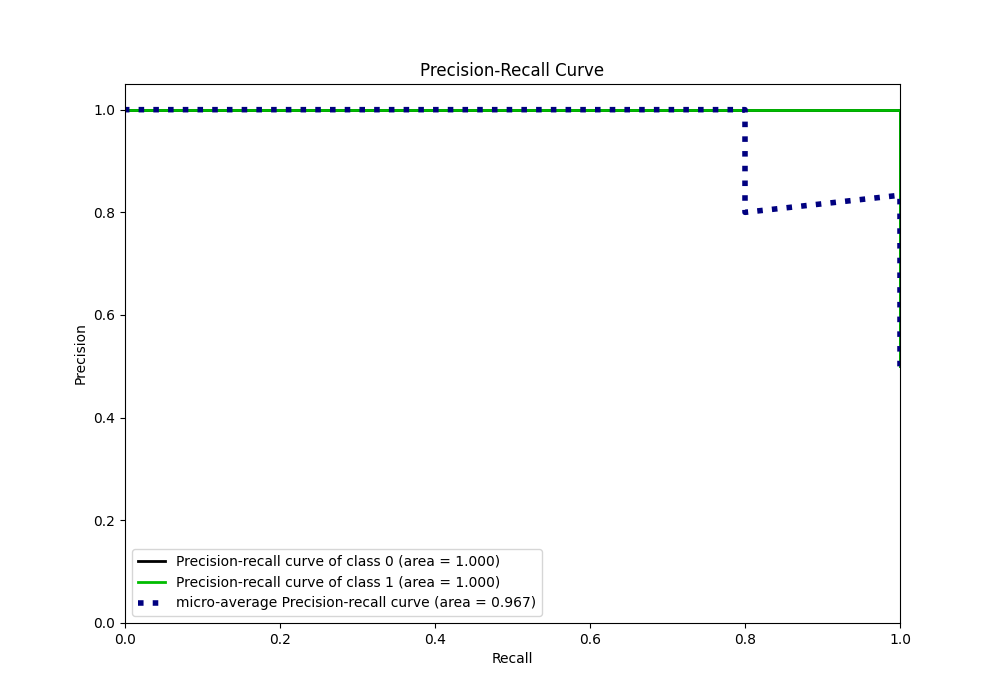 Precision-Recall Curve
1.0
0.8
0.6
0.4
0.2
0.0
Precision
Precision-recall curve of class 0 (area = 1.000)
Precision-recall curve of class 1 (area = 1.000)
micro-average Precision-recall curve (area = 0.967)
0.0 0.2 0.4 0.6 0.8 1.0
Recall